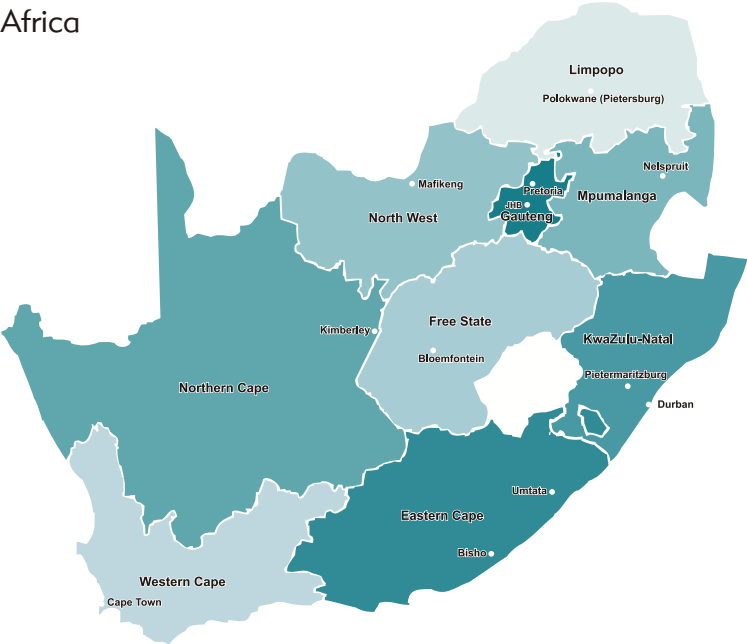 Africa
Limpopo
Polokwane (Pietersburg)
Nelspruit
Mafikeng
Pretoria
Mpumalanga
JHB
Gauteng
North West
Free State
Kimberley
KwaZulu-Natal
Bloemfontein
Pietermaritzburg
Northern Cape
Durban
Umtata
Eastern Cape
Bisho
Western Cape
Cape Town